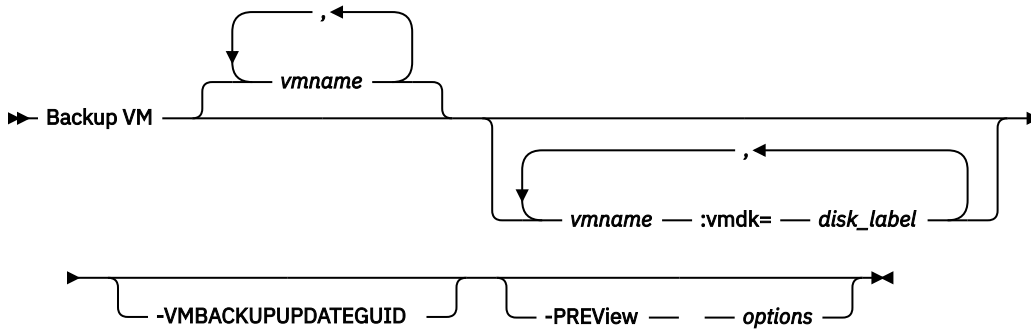 ,
vmname
Backup VM
,
vmname :vmdk= disk_label
-VMBACKUPUPDATEGUID -PREView options